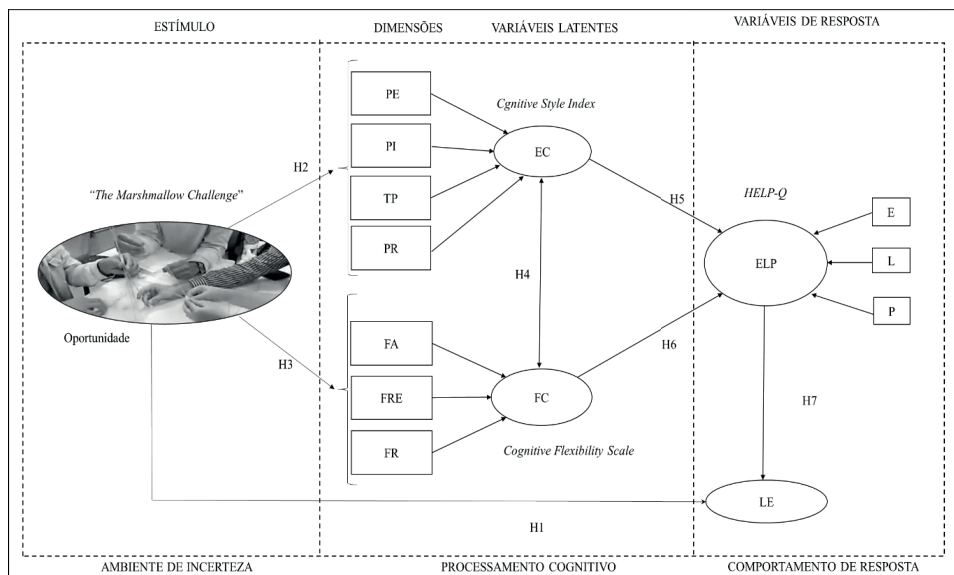 ESTÍMULO
DIMENSÕES
VARIÁVEIS LATENTES
VARIÁVEIS DE RESPOSTA
PE
Cgnitive Style Index
PI
EC
H2
TP
H5
HELP-Q
“The Marshmallow Challenge”
E
PR
ELP
L
H4
P
Oportunidade
FA
H6
H3
FRE
FC
H7
FR
Cognitive Flexibility Scale
LE
H1
AMBIENTE DE INCERTEZA
PROCESSAMENTO COGNITIVO
COMPORTAMENTO DE RESPOSTA